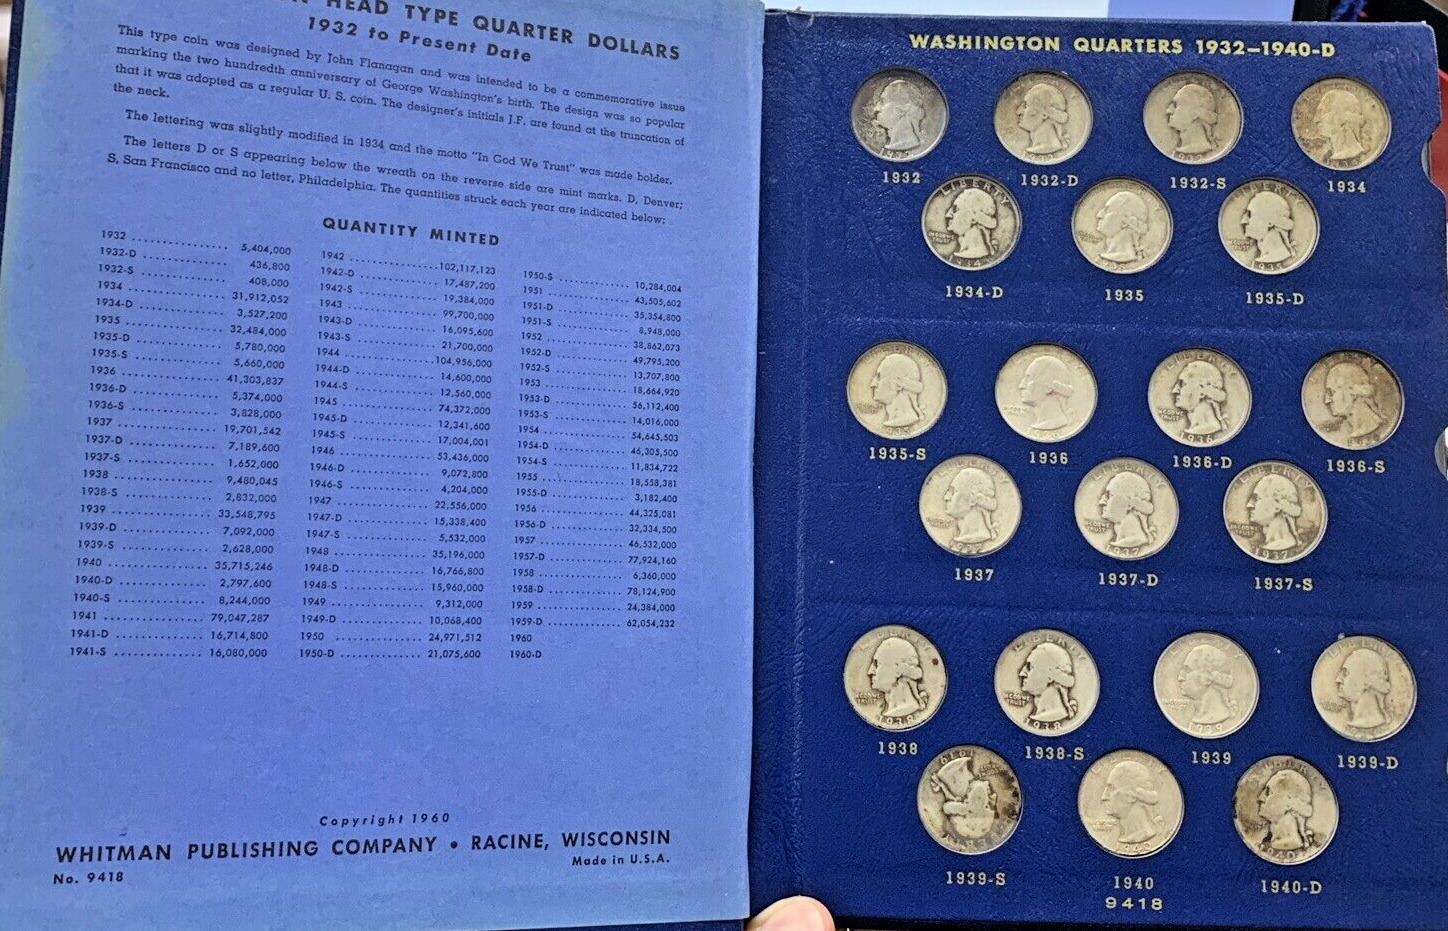 HEAD TYPE QUARTER DOLLARS
1932 to Present Date
This type coin was designed by John Flanagan and was intended to be a commemorative issue
marking the two hundredth anniversary of George Washington's birth. The design was so popular
that it was adopted as a regular U. S. coin. The designer's initials J.F. are found at the truncation of
the neck.
The lettering was slightly modified in 1934 and the motto "In God We Trust" was made bolder.
The letters D or S appearing below the wreath on the reverse side are mint marks. D, Denver;
S, San Francisco and no letter, Philadelphia. The quantities struck each year are indicated below:
QUANTITY MINTED
1932 ............... 5,404,000
1932-D ............... 436,800
1932-S ............... 408,000
1934 ............... 31,912,052
1934-D ............... 3,527,200
1935 ............... 32,484,000
1935-D ............... 5,780,000
1935-S ............... 5,660,000
1936 ............... 41,303,837
1936-D ............... 5,374,000
1936-S ............... 3,828,000
1937 ............... 19,701,542
1937-D ............... 7,189,600
1937-S ............... 1,652,000
1938 ............... 9,480,045
1938-S ............... 2,832,000
1939 ............... 33,548,795
1939-D ............... 7,092,000
1939-S ............... 2,628,000
1940 ............... 35,715,246
1940-D ............... 2,797,600
1940-S ............... 8,244,000
1941 ............... 79,047,287
1941-D ............... 16,714,800
1941-S ............... 16,080,000
1942 ............... 102,117,123
1942-D ............... 17,487,200
1942-S ............... 19,384,000
1943 ............... 99,700,000
1943-D ............... 16,095,600
1943-S ............... 21,700,000
1944 ............... 104,956,000
1944-D ............... 14,600,000
1944-S ............... 12,560,000
1945 ............... 74,372,000
1945-D ............... 12,341,600
1945-S ............... 17,004,001
1946 ............... 53,436,000
1946-D ............... 9,072,800
1946-S ............... 4,204,000
1947 ............... 22,556,000
1947-D ............... 15,338,400
1947-S ............... 5,532,000
1948 ............... 35,196,000
1948-D ............... 16,766,800
1948-S ............... 15,960,000
1949 ............... 9,312,000
1949-D ............... 10,068,400
1950 ............... 24,971,512
1950-D ............... 21,075,600
1950-S ............... 10,284,004
1951 ............... 43,505,602
1951-D ............... 35,354,800
1951-S ............... 8,948,000
1952 ............... 38,862,073
1952-D ............... 49,795,200
1952-S ............... 13,707,800
1953 ............... 18,664,920
1953-D ............... 56,112,400
1953-S ............... 14,016,000
1954 ............... 54,645,503
1954-D ............... 46,305,500
1954-S ............... 11,834,722
1955 ............... 18,558,381
1955-D ............... 3,182,400
1956 ............... 44,325,081
1956-D ............... 32,334,500
1957 ............... 46,532,000
1957-D ............... 77,924,160
1958 ............... 6,360,000
1958-D ............... 78,124,900
1959 ............... 24,384,000
1959-D ............... 62,054,232
1960
1960-D
Copyright 1960
WHITMAN PUBLISHING COMPANY • RACINE, WISCONSIN
Made in U.S.A.
No. 9418
WASHINGTON QUARTERS 1932-1940-D
1932 1932-D 1932-S 1934
1934-D 1935 1935-D
1935-S 1936 1936-D 1936-S
1937 1937-D 1937-S
1938 1938-S 1939 1939-D
1939-S 1940 1940-D
9418